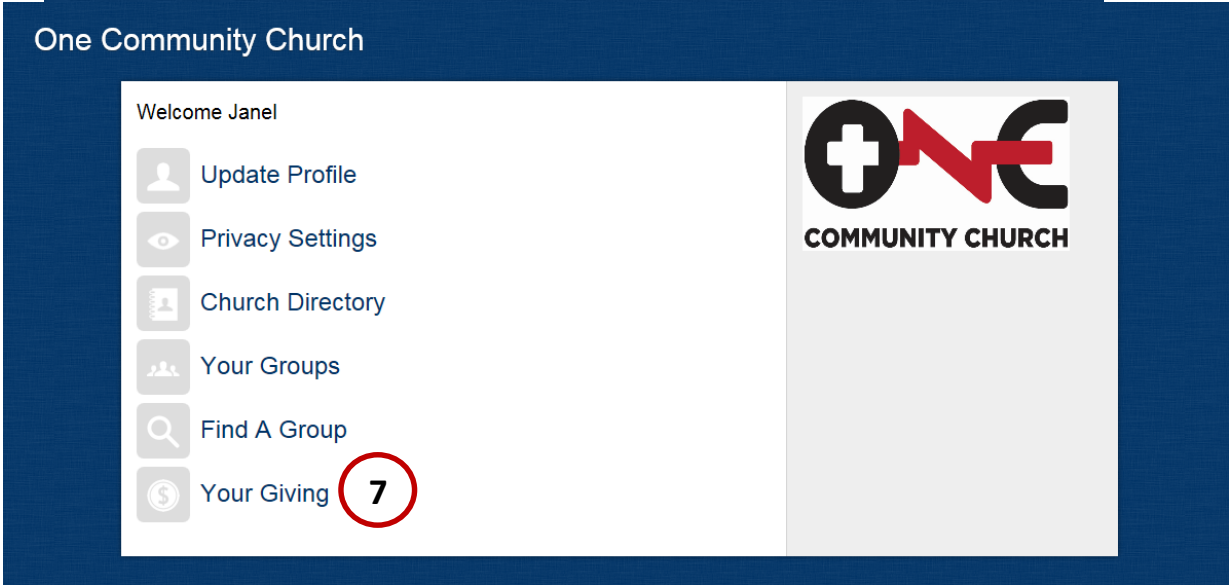 One Community Church
Welcome Janel
Update Profile
Privacy Settings
Church Directory
Your Groups
Find A Group
Your Giving 7
ONE
COMMUNITY CHURCH